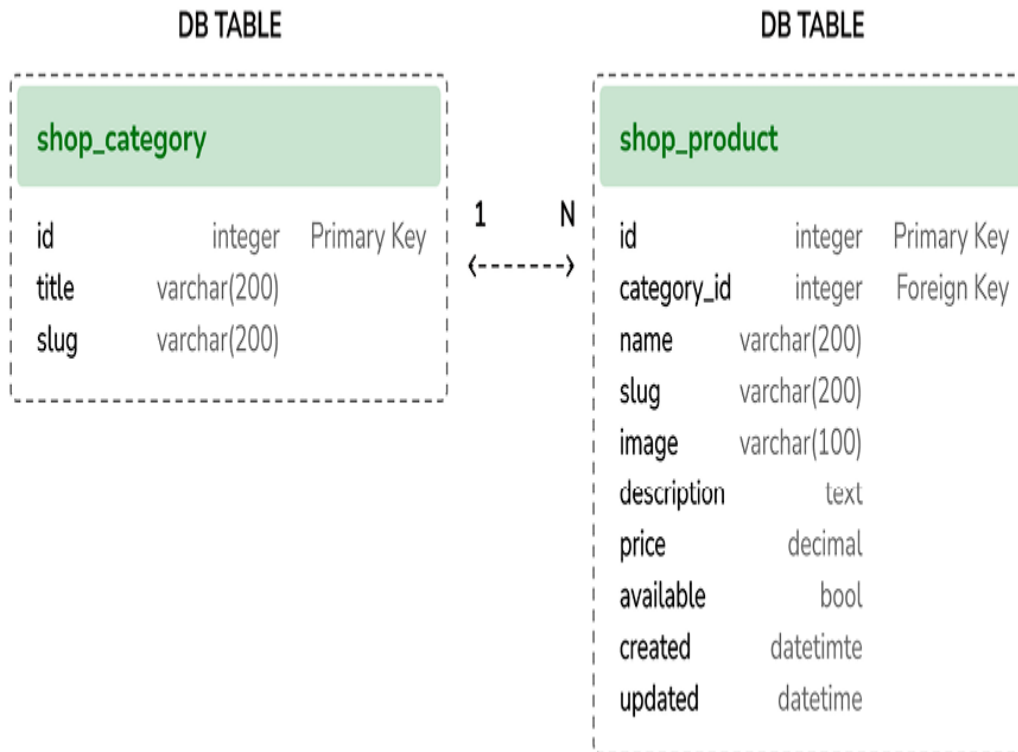 DB TABLE
shop_category
id integer Primary Key
title varchar(200)
slug varchar(200)
1 N
DB TABLE
shop_product
id integer Primary Key
category_id integer Foreign Key
name varchar(200)
slug varchar(200)
image varchar(100)
description text
price decimal
available bool
created datetimte
updated datetime